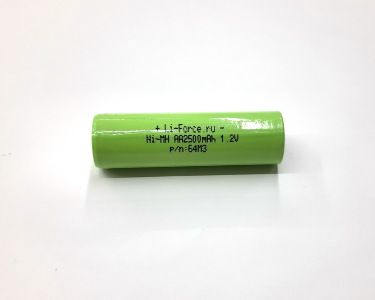 + Li-Force.ru -
Ni-MH AA2500mAh 1.2V
p/n:64M3